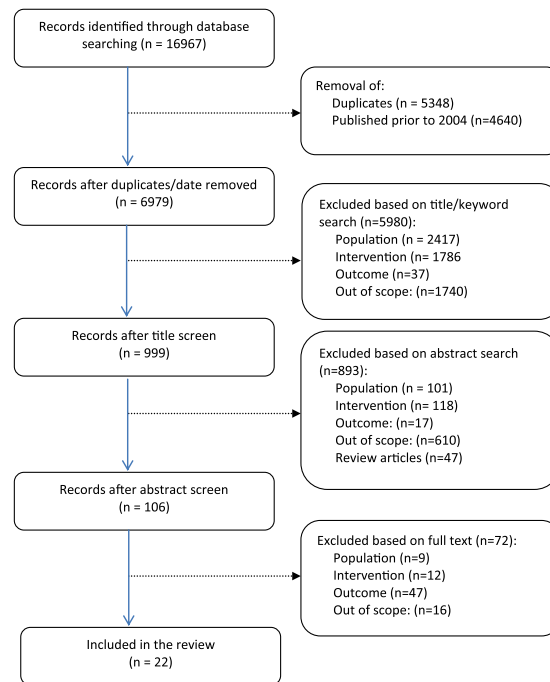 Records identified through database
searching (n = 16967)
Removal of:
Duplicates (n = 5348)
Published prior to 2004 (n=4640)
Records after duplicates/date removed
(n = 6979)
Excluded based on title/keyword
search (n=5980):
Population (n = 2417)
Intervention (n= 1786
Outcome (n=37)
Out of scope: (n=1740)
Records after title screen
(n = 999)
Excluded based on abstract search
(n=893):
Population (n = 101)
Intervention (n= 118)
Outcome: (n=17)
Out of scope: (n=610)
Review articles (n=47)
Records after abstract screen
(n = 106)
Excluded based on full text (n=72):
Population (n=9)
Intervention (n=12)
Outcome (n=47)
Out of scope: (n=16)
Included in the review
(n = 22)